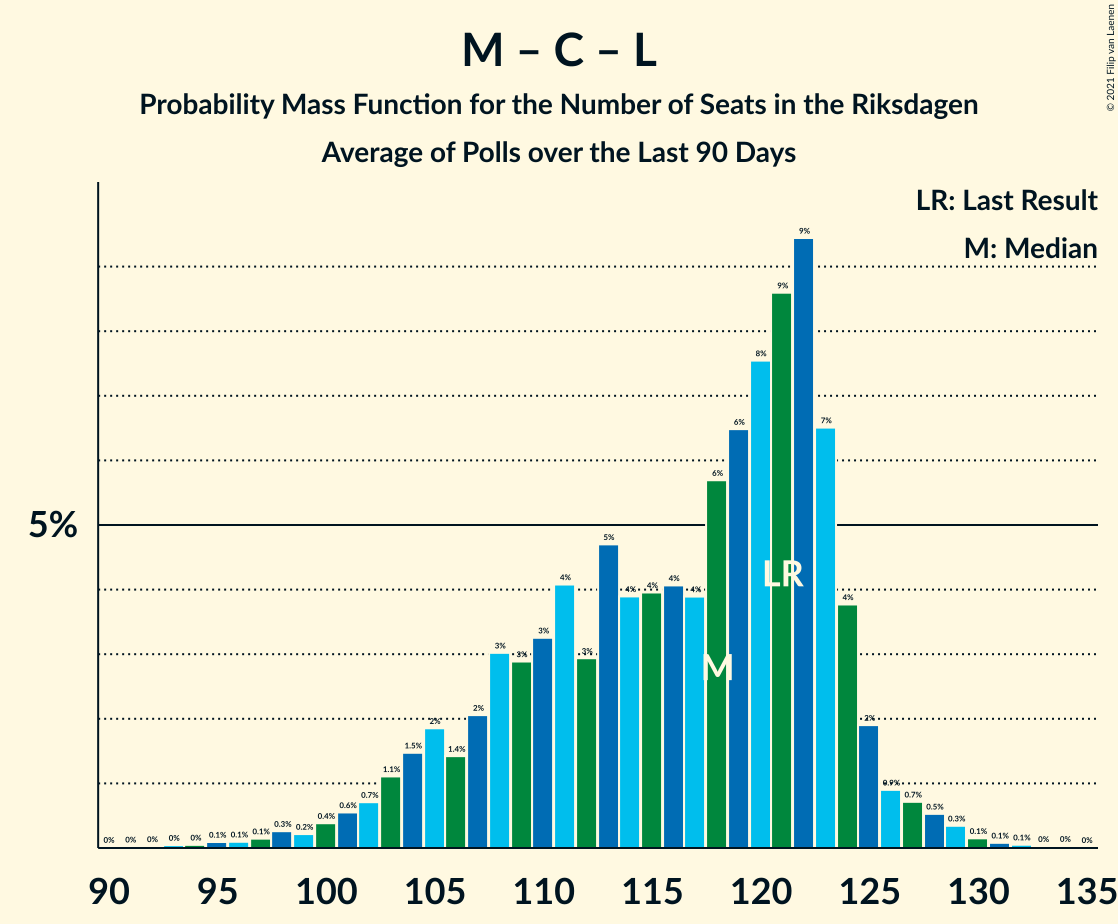 M – C – L
Probability Mass Function for the Number of Seats in the Riksdagen
Average of Polls over the Last 90 Days
© 2021 Filip van Laenen
LR: Last Result
M: Median
5%
0% 0% 0% 0% 0% 0.1% 0.1% 0.1% 0.3% 0.2% 0.4% 0.6% 0.7% 1.1% 1.5% 2% 1.4% 2% 3% 3% 3% 4% 3% 5% 4% 4% 4% 4% 6% 6% 8% 9% 9% 7% 4% 2% 0.9% 0.7% 0.5% 0.3% 0.1% 0.1% 0.1% 0% 0% 0%
LR
M
90 95 100 105 110 115 120 125 130 135